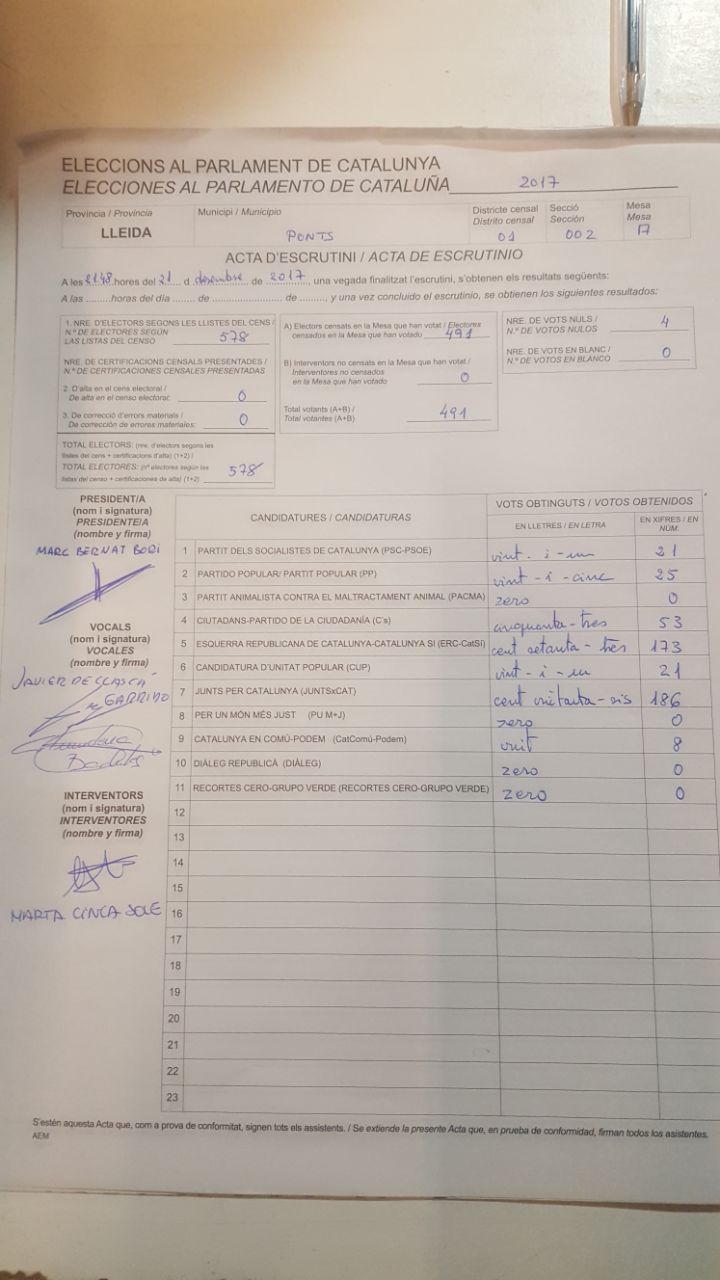 ELECCIONS AL PARLAMENT DE CATALUNYA
ELECCIONES AL PARLAMENTO DE CATALUÑA 2017
Província / Provincia
LLEIDA
Municipi / Municipio
PONTS
Districte censal
Distrito censal
01
Secció
Sección
002
Mesa
Mesa
A
ACTA D'ESCRUTINI / ACTA DE ESCRUTINIO
A les 21'48 hores del 21 d desembre de 2017, una vegada finalitzat l'escrutini, s'obtenen els resultats següents:
A las ........horas del día ....... de ................. de ......., y una vez concluido el escrutinio, se obtienen los siguientes resultados:
1. NRE. D'ELECTORS SEGONS LES LLISTES DEL CENS /
N.º DE ELECTORES SEGÚN
LAS LISTAS DEL CENSO 578
NRE. DE CERTIFICACIONS CENSALS PRESENTADES /
N.º DE CERTIFICACIONES CENSALES PRESENTADAS
2. D'alta en el cens electoral /
De alta en el censo electoral: 0
3. De correcció d'errors materials /
De corrección de errores materiales: 0
TOTAL ELECTORS: (nre. d'electors segons les
llistes del cens + certificacions d'alta) (1+2) /
TOTAL ELECTORES: (nº electores según las
listas del censo + certificaciones de alta) (1+2) 578
A) Electors censats en la Mesa que han votat / Electores
censados en la Mesa que han votado 491
B) Interventors no censats en la Mesa que han votat /
Interventores no censados
en la Mesa que han votado 0
Total votants (A+B) /
Total votantes (A+B) 491
NRE. DE VOTS NULS /
N.º DE VOTOS NULOS 4
NRE. DE VOTS EN BLANC /
N.º DE VOTOS EN BLANCO 0
PRESIDENT/A
(nom i signatura)
PRESIDENTE/A
(nombre y firma)
MARC BERNAT BORI
VOCALS
(nom i signatura)
VOCALES
(nombre y firma)
JAVIER DE
GARRIDO
INTERVENTORS
(nom i signatura)
INTERVENTORES
(nombre y firma)
MARTA CINCA SOLE
CANDIDATURES / CANDIDATURAS
VOTS OBTINGUTS / VOTOS OBTENIDOS
EN LLETRES / EN LETRA
EN XIFRES / EN NÚM.
1 PARTIT DELS SOCIALISTES DE CATALUNYA (PSC-PSOE) vint-i-un 21
2 PARTIDO POPULAR/ PARTIT POPULAR (PP) vint-i-cinc 25
3 PARTIT ANIMALISTA CONTRA EL MALTRACTAMENT ANIMAL (PACMA) zero 0
4 CIUTADANS-PARTIDO DE LA CIUDADANÍA (C's) cinquanta-tres 53
5 ESQUERRA REPUBLICANA DE CATALUNYA-CATALUNYA SÍ (ERC-CatSí) cent setanta-tres 173
6 CANDIDATURA D'UNITAT POPULAR (CUP) vint-i-un 21
7 JUNTS PER CATALUNYA (JUNTSxCAT) cent vuitanta-sis 186
8 PER UN MÓN MÉS JUST (PU M+J) zero 0
9 CATALUNYA EN COMÚ-PODEM (CatComú-Podem) vuit 8
10 DIÀLEG REPUBLICÀ (DIÀLEG) zero 0
11 RECORTES CERO-GRUPO VERDE (RECORTES CERO-GRUPO VERDE) zero 0
12
13
14
15
16
17
18
19
20
21
22
23
S'estén aquesta Acta que, com a prova de conformitat, signen tots els assistents. / Se extiende la presente Acta que, en prueba de conformidad, firman todos los asistentes.
AEM